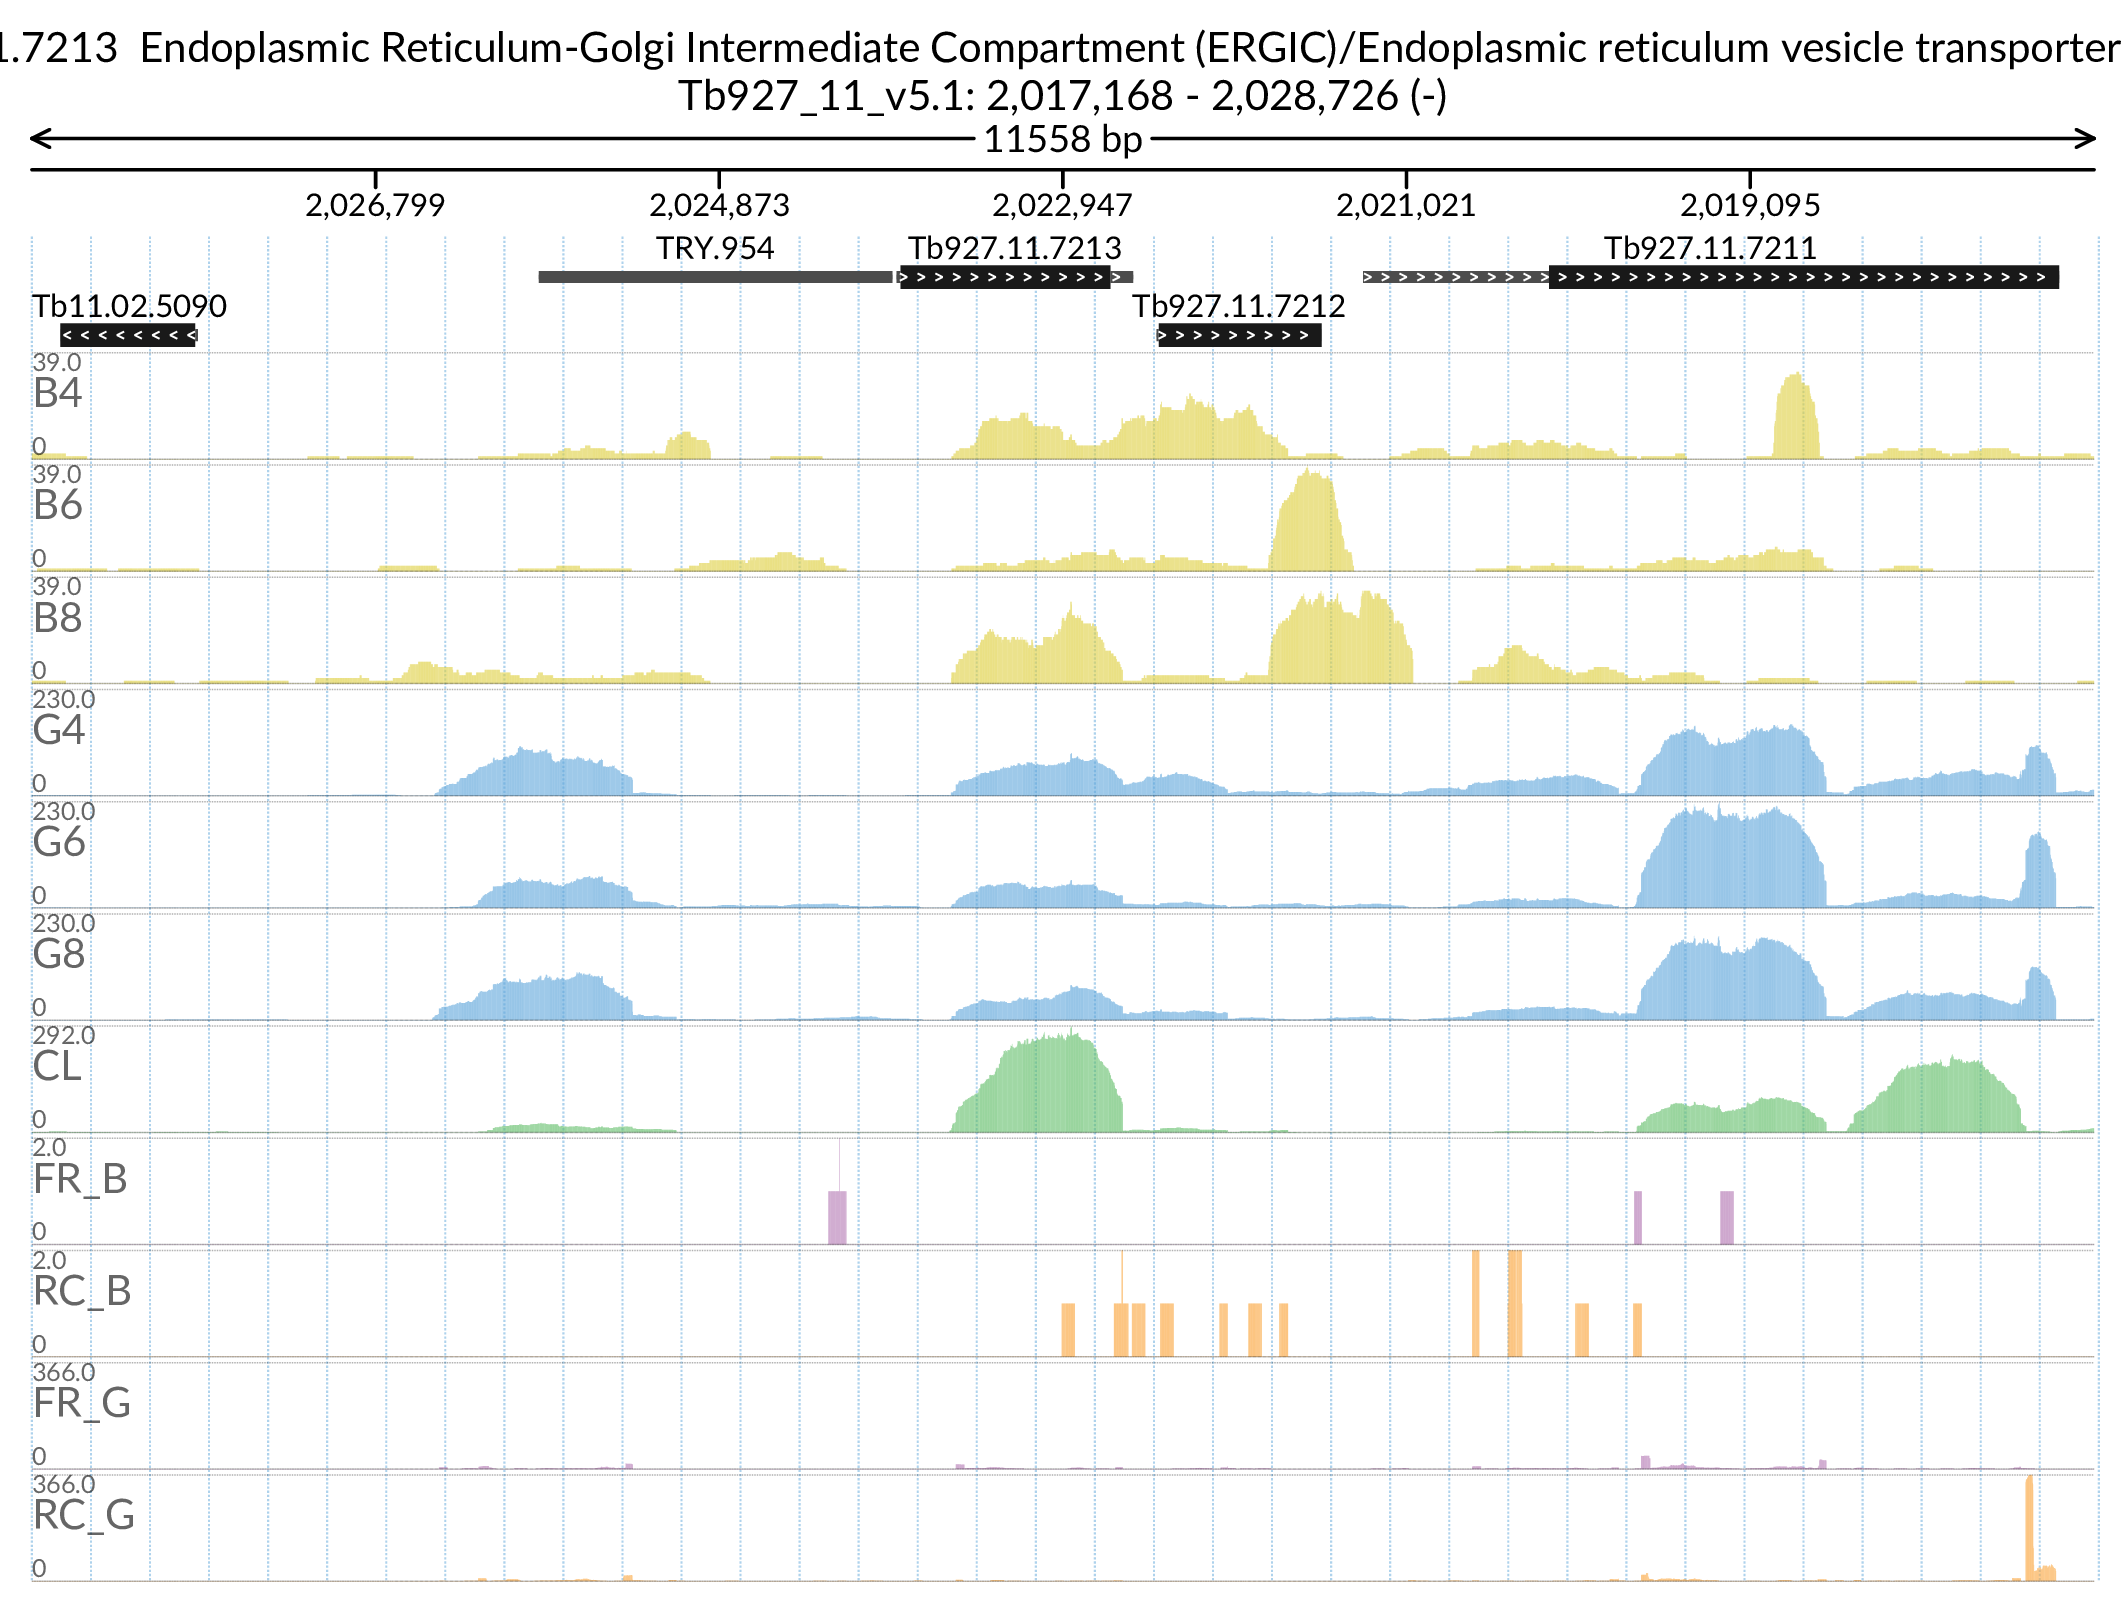 1.7213 Endoplasmic Reticulum-Golgi Intermediate Compartment (ERGIC)/Endoplasmic reticulum vesicle transporter
Tb927_11_v5.1: 2,017,168 - 2,028,726 (-)
11558 bp
2,026,799 2,024,873 2,022,947 2,021,021 2,019,095
TRY.954 Tb927.11.7213 Tb927.11.7211
Tb11.02.5090 Tb927.11.7212
39.0
B4
0
39.0
B6
0
39.0
B8
0
230.0
G4
0
230.0
G6
0
230.0
G8
0
292.0
CL
0
2.0
FR_B
0
2.0
RC_B
0
366.0
FR_G
0
366.0
RC_G
0